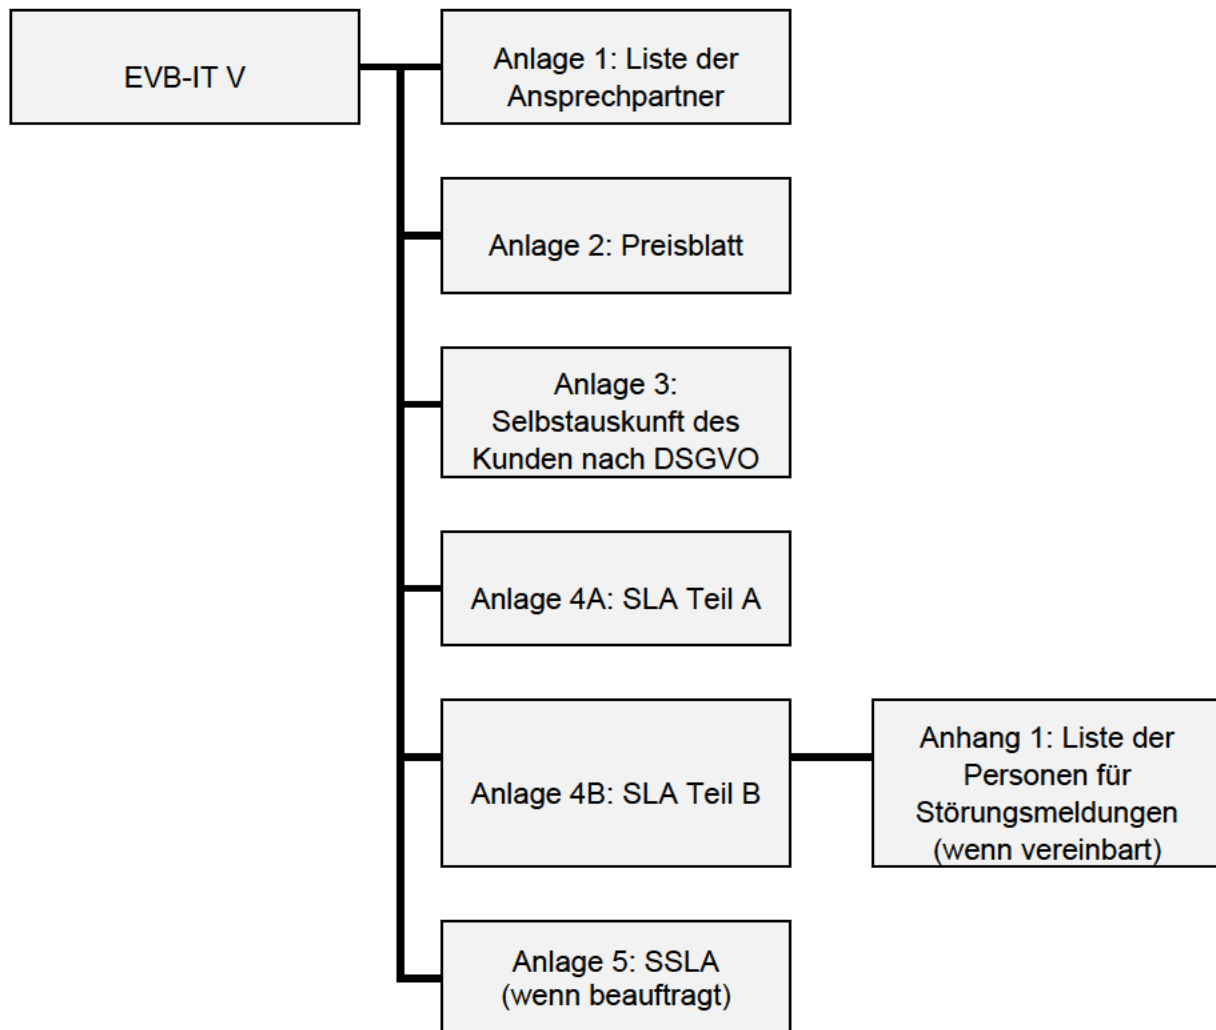 EVB-IT V
Anlage 1: Liste der
Ansprechpartner
Anlage 2: Preisblatt
Anlage 3:
Selbstauskunft des
Kunden nach DSGVO
Anlage 4A: SLA Teil A
Anlage 4B: SLA Teil B
Anhang 1: Liste der
Personen für
Störungsmeldungen
(wenn vereinbart)
Anlage 5: SSLA
(wenn beauftragt)